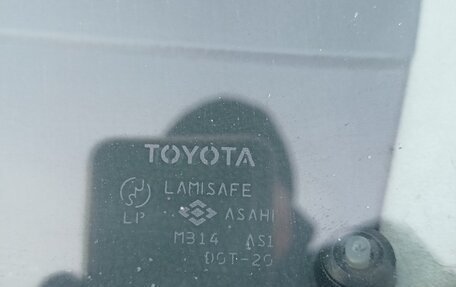 TOYOTA
LAMISAFE
LP ASAHI
M314 AS1
DOT-20